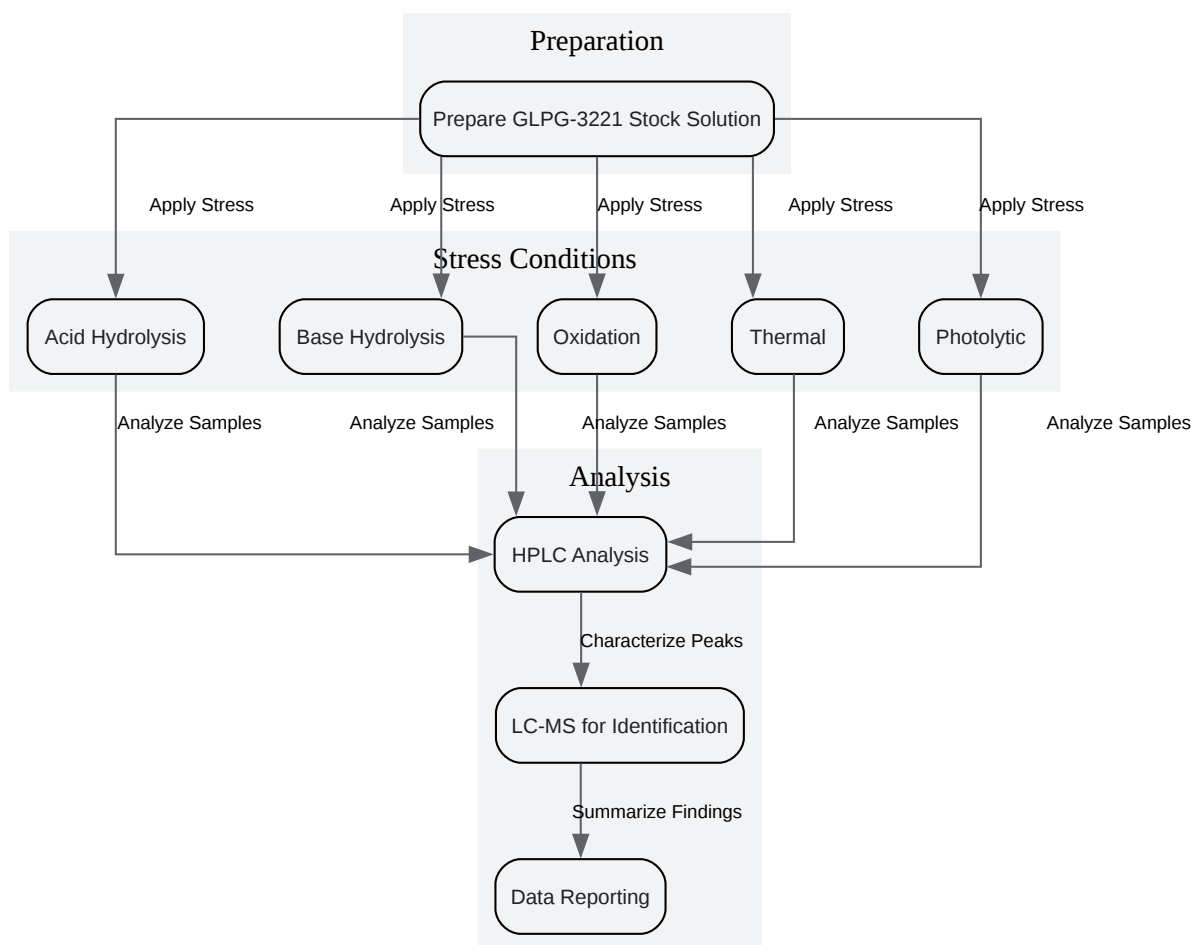 Preparation
Prepare GLPG-3221 Stock Solution
Apply Stress
Apply Stress
Apply Stress
Apply Stress
Apply Stress
Stress Conditions
Acid Hydrolysis
Base Hydrolysis
Oxidation
Thermal
Photolytic
Analyze Samples
Analyze Samples
Analyze Samples
Analyze Samples
Analyze Samples
Analysis
HPLC Analysis
Characterize Peaks
LC-MS for Identification
Summarize Findings
Data Reporting